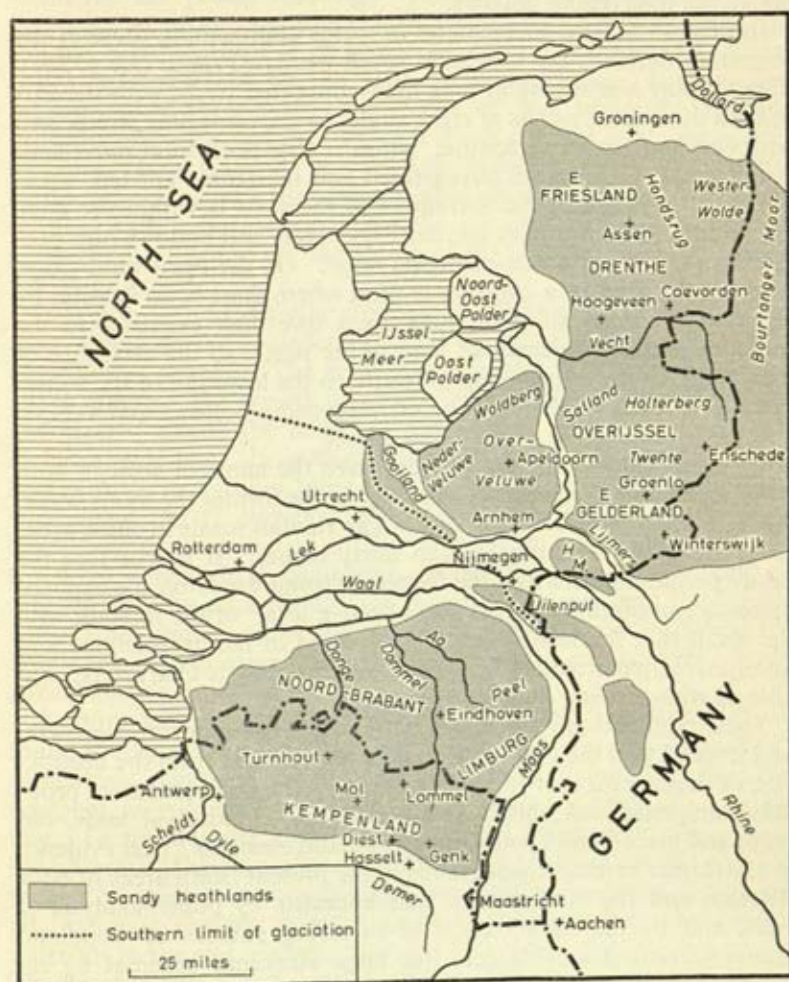 Dollard
Groningen
NORTH SEA
E
FRIESLAND
Hondsrug
Wester-
Wolde
Assen
Bourtanger Moor
DRENTHE
Noord-
Oost
Polder
Hoogeveen
Coevorden
IJssel
Meer
Vecht
Oost
Polder
Woldberg
Salland
Holterberg
OVERIJSSEL
Gooiland
Neder-
Veluwe
Over-
Veluwe
Apeldoorn
Twente
Enschede
Groenlo
Utrecht
E
GELDERLAND
Arnhem
Lijmers
Winterswijk
Rotterdam
Lek
Nijmegen
H.
M.
Waal
Uilenput
Donge
Dommel
Aa
Peel
NOORD-BRABANT
Eindhoven
GERMANY
Turnhout
LIMBURG
Maas
Antwerp
Mol
Lommel
Rhine
KEMPENLAND
Scheldt
Dyle
Diest
Genk
Hasselt
Demer
Maastricht
Aachen
Sandy heathlands
Southern limit of glaciation
25 miles